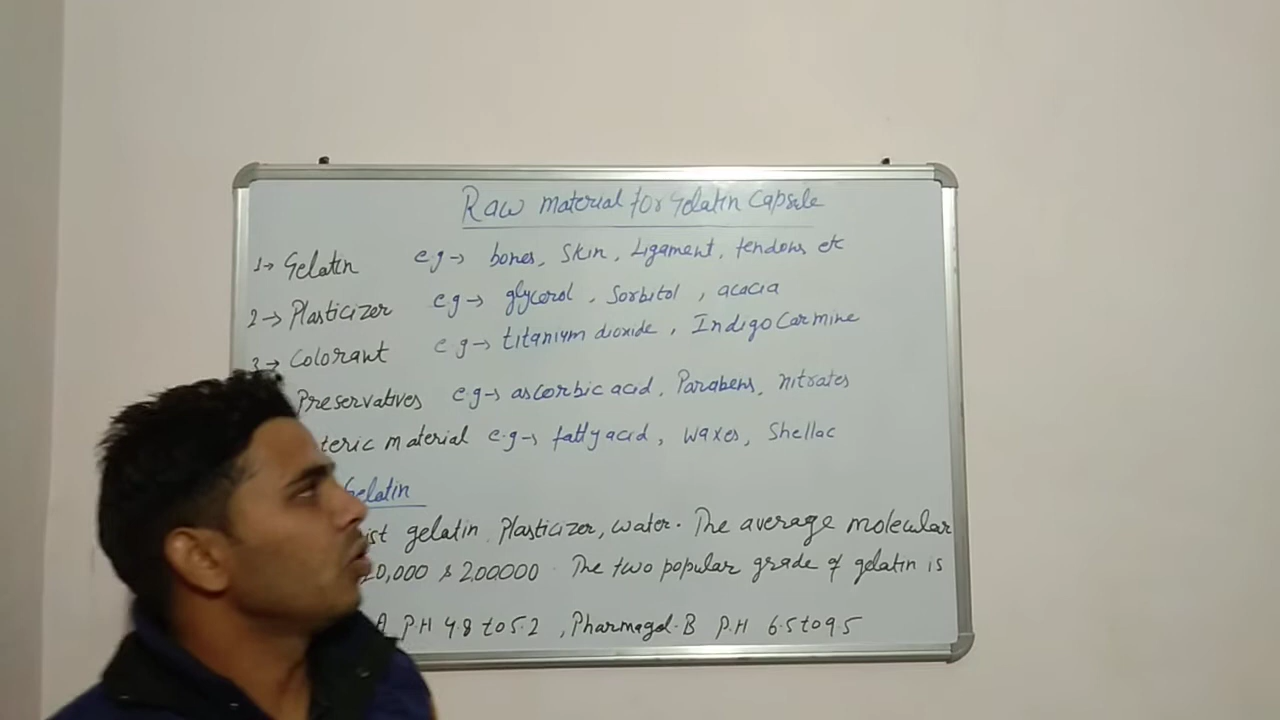 Raw material for Gelatin Capsule
1→ Gelatin e g → bones, Skin, Ligament, tendons etc
2 → Plasticizer e g → glycerol, Sorbitol, acacia
3→ Colorant e g → titanium dioxide, Indigo Carmine
Preservatives e g → ascorbic acid, Parabens, nitrates
teric material e.g → fatty acid, waxes, Shellac
Gelatin
ist gelatin, Plasticizer, water. The average molecular
20,000 & 200000. The two popular grade of gelatin is
A P.H 4.8 to 5.2, Pharmagel-B P.H 6.5 to 9.5